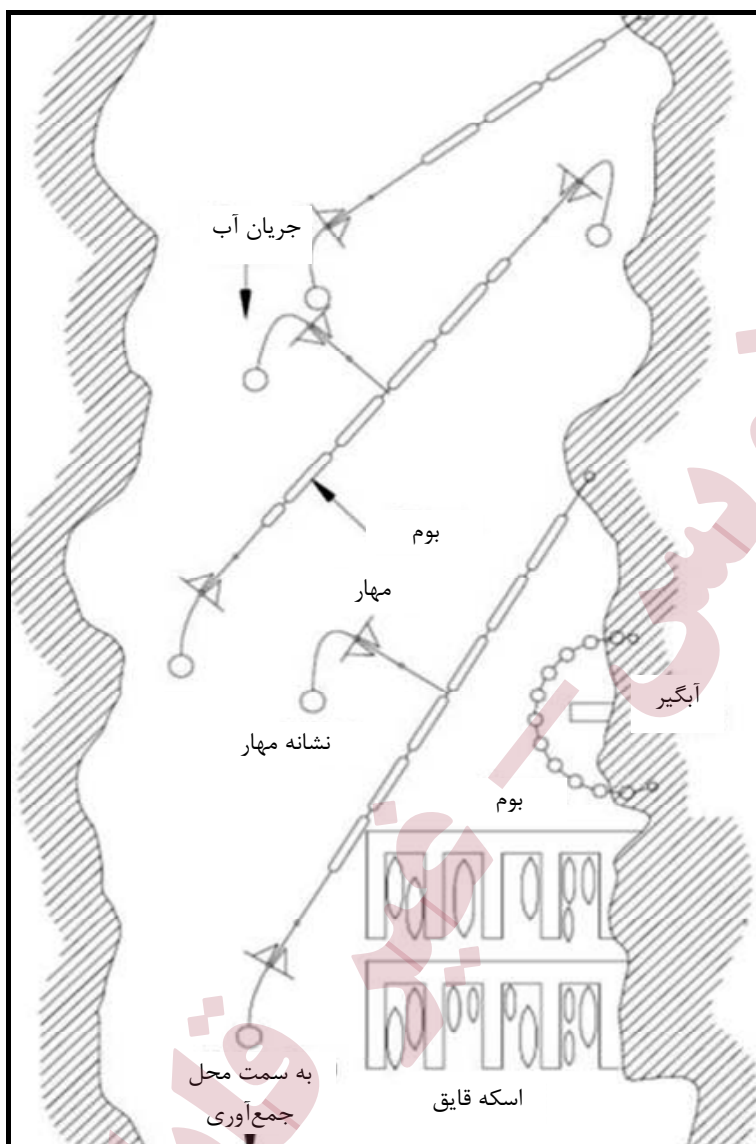 جریان آب
بوم
مهار
آبگیر
نشانه مهار
بوم
اسکه قایق
به سمت محل
جمع‌آوری